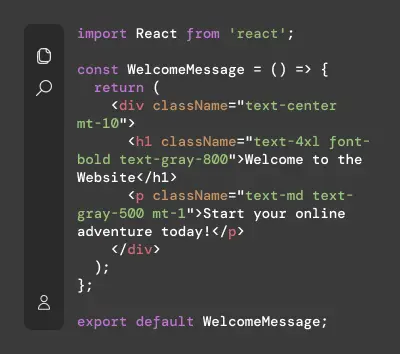 import React from 'react';
const WelcomeMessage = () => {
return (
<div className="text-center
mt-10">
<h1 className="text-4xl font-
bold text-gray-800">Welcome to the
Website</h1>
<p className="text-md text-
gray-500 mt-1">Start your online
adventure today!</p>
</div>
);
};
export default WelcomeMessage;